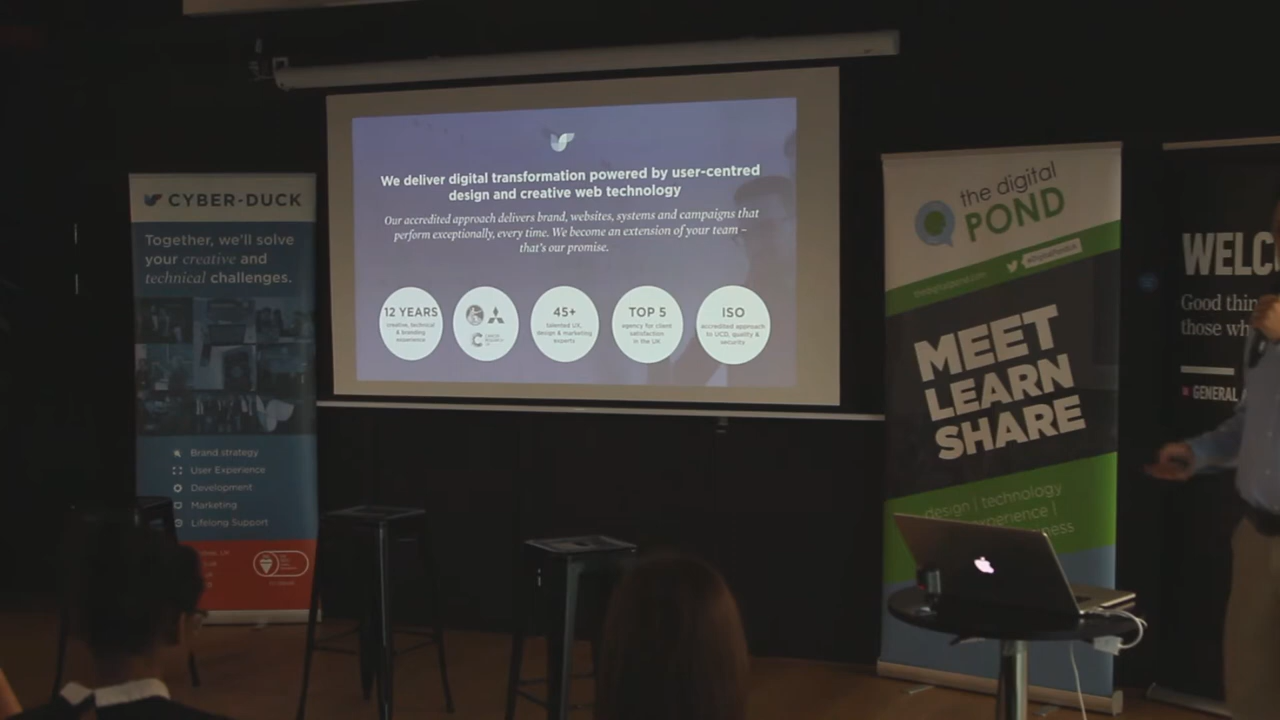 CYBER-DUCK
Together, we'll solve
your creative and
technical challenges.
Brand strategy
User Experience
Development
Marketing
Lifelong Support
We deliver digital transformation powered by user-centred
design and creative web technology
Our accredited approach delivers brand, websites, systems and campaigns that
perform exceptionally, every time. We become an extension of your team –
that's our promise.
12 YEARS
creative, technical
& branding
experience
45+
talented UX,
design & marketing
experts
TOP 5
agency for client
satisfaction
in the UK
ISO
accredited approach
to UCD, quality &
security
the digital
POND
MEET
LEARN
SHARE
design | technology
WELC
Good thin
those wh
GENERAL